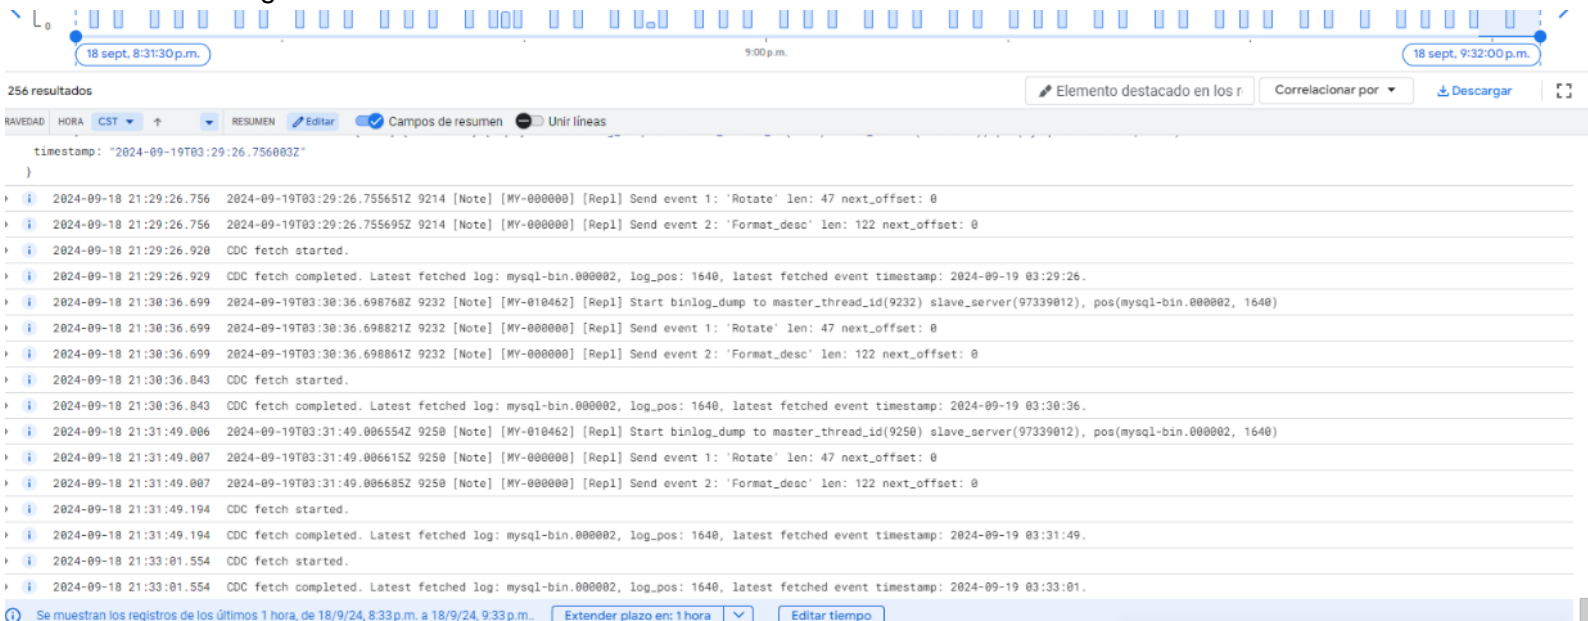 0
18 sept, 8:31:30 p.m.
9:00 p.m.
18 sept, 9:32:00 p.m.
256 resultados
Elemento destacado en los r
Correlacionar por
Descargar
RAVEDAD HORA CST RESUMEN Editar Campos de resumen Unir líneas
timestamp: "2024-09-19T03:29:26.756003Z"
}
2024-09-18 21:29:26.756 2024-09-19T03:29:26.755651Z 9214 [Note] [MY-000000] [Repl] Send event 1: 'Rotate' len: 47 next_offset: 0
2024-09-18 21:29:26.756 2024-09-19T03:29:26.755695Z 9214 [Note] [MY-000000] [Repl] Send event 2: 'Format_desc' len: 122 next_offset: 0
2024-09-18 21:29:26.920 CDC fetch started.
2024-09-18 21:29:26.929 CDC fetch completed. Latest fetched log: mysql-bin.000002, log_pos: 1640, latest fetched event timestamp: 2024-09-19 03:29:26.
2024-09-18 21:30:36.699 2024-09-19T03:30:36.698768Z 9232 [Note] [MY-010462] [Repl] Start binlog_dump to master_thread_id(9232) slave_server(97339012), pos(mysql-bin.000002, 1640)
2024-09-18 21:30:36.699 2024-09-19T03:30:36.698821Z 9232 [Note] [MY-000000] [Repl] Send event 1: 'Rotate' len: 47 next_offset: 0
2024-09-18 21:30:36.699 2024-09-19T03:30:36.698861Z 9232 [Note] [MY-000000] [Repl] Send event 2: 'Format_desc' len: 122 next_offset: 0
2024-09-18 21:30:36.843 CDC fetch started.
2024-09-18 21:30:36.843 CDC fetch completed. Latest fetched log: mysql-bin.000002, log_pos: 1640, latest fetched event timestamp: 2024-09-19 03:30:36.
2024-09-18 21:31:49.006 2024-09-19T03:31:49.006554Z 9250 [Note] [MY-010462] [Repl] Start binlog_dump to master_thread_id(9250) slave_server(97339012), pos(mysql-bin.000002, 1640)
2024-09-18 21:31:49.007 2024-09-19T03:31:49.006615Z 9250 [Note] [MY-000000] [Repl] Send event 1: 'Rotate' len: 47 next_offset: 0
2024-09-18 21:31:49.007 2024-09-19T03:31:49.006685Z 9250 [Note] [MY-000000] [Repl] Send event 2: 'Format_desc' len: 122 next_offset: 0
2024-09-18 21:31:49.194 CDC fetch started.
2024-09-18 21:31:49.194 CDC fetch completed. Latest fetched log: mysql-bin.000002, log_pos: 1640, latest fetched event timestamp: 2024-09-19 03:31:49.
2024-09-18 21:33:01.554 CDC fetch started.
2024-09-18 21:33:01.554 CDC fetch completed. Latest fetched log: mysql-bin.000002, log_pos: 1640, latest fetched event timestamp: 2024-09-19 03:33:01.
Se muestran los registros de los últimos 1 hora, de 18/9/24, 8:33 p.m. a 18/9/24, 9:33 p.m.. Extender plazo en: 1 hora Editar tiempo